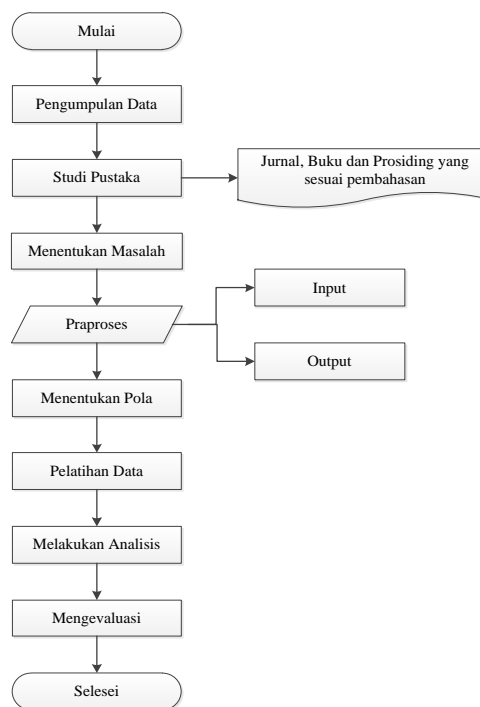 Mulai
Pengumpulan Data
Studi Pustaka
Jurnal, Buku dan Prosiding yang
sesuai pembahasan
Menentukan Masalah
Praproses
Input
Output
Menentukan Pola
Pelatihan Data
Melakukan Analisis
Mengevaluasi
Selesei